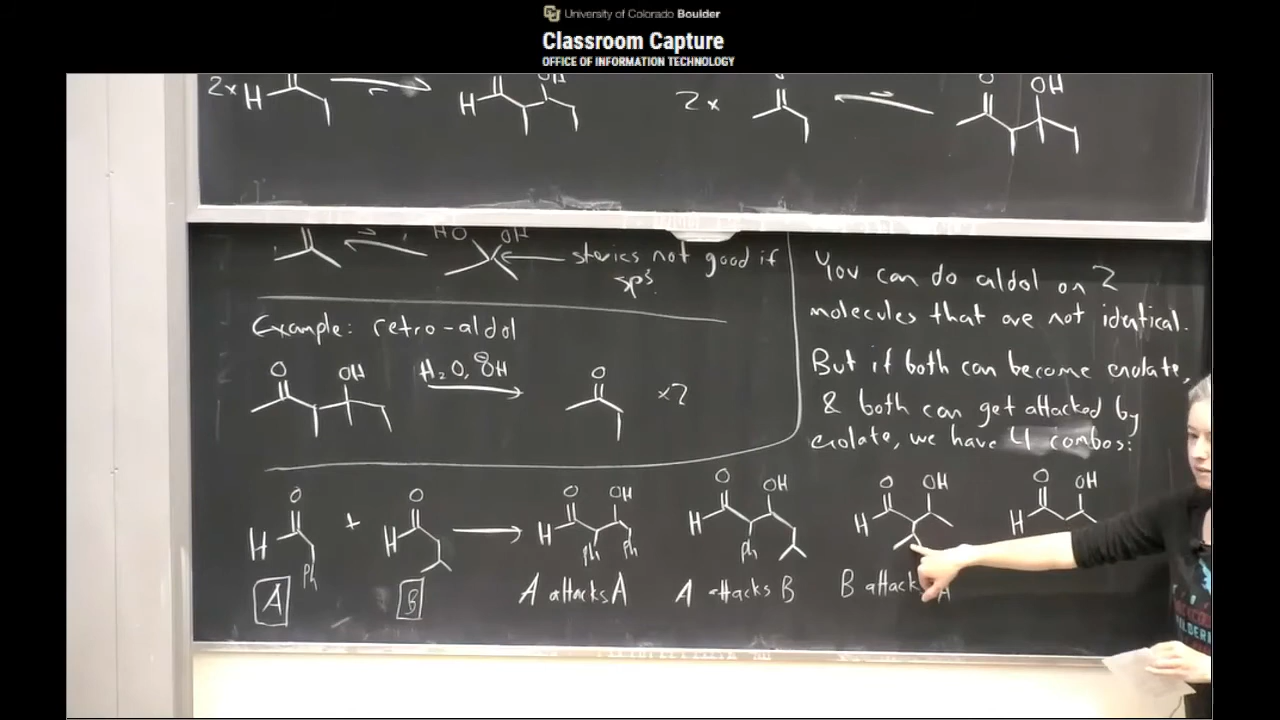 University of Colorado Boulder
Classroom Capture
OFFICE OF INFORMATION TECHNOLOGY
2x H
H OH
2x
O OH
HO OH
sterics not good if
sp³
Example: retro-aldol
O OH
H₂O, ⊖OH
O
x2
You can do aldol on 2
molecules that are not identical.
But if both can become enolate,
& both can get attacked by
enolate, we have 4 combos:
H O Ph
+
H O
H O OH Ph Ph
H O OH Ph
H O OH
H O OH
A
B
A attacks A
A attacks B
B attack A